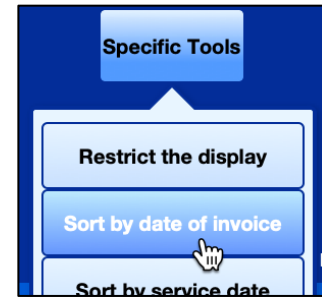 Specific Tools
Restrict the display
Sort by date of invoice
Sort by service date